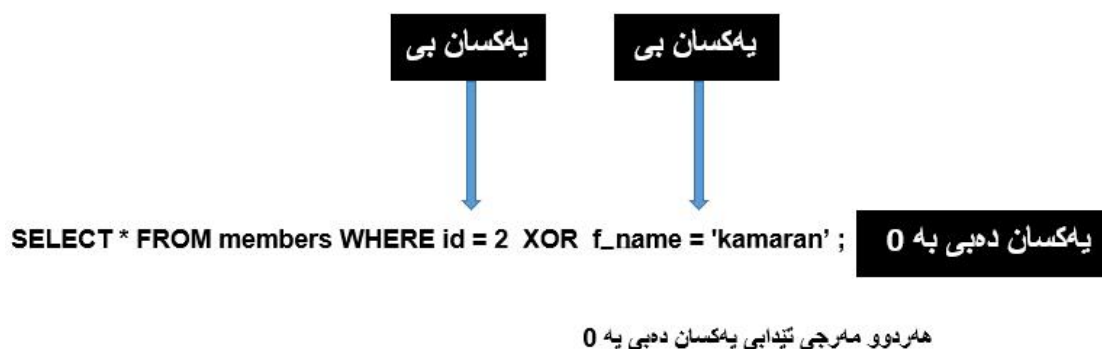 یەکسان بی
یەکسان بی
SELECT * FROM members WHERE id = 2 XOR f_name = 'kamaran’ ;
یەکسان دەبی بە 0
هەردوو مەرجی تێدابی یەکسان دەبی یە 0